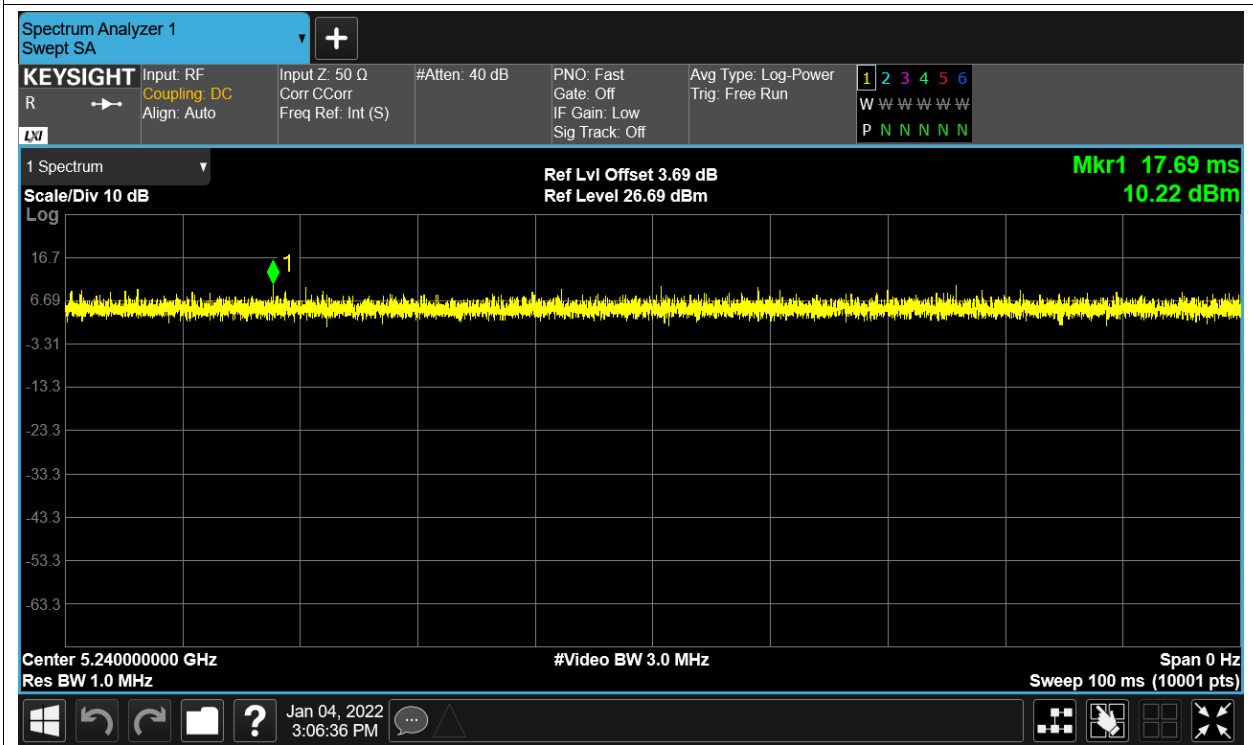 Spectrum Analyzer 1
Swept SA
KEYSIGHT
R
LXI
Input: RF
Coupling: DC
Align: Auto
Input Z: 50 Ω
Corr CCorr
Freq Ref: Int (S)
#Atten: 40 dB
PNO: Fast
Gate: Off
IF Gain: Low
Sig Track: Off
Avg Type: Log-Power
Trig: Free Run
1 2 3 4 5 6
W W W W W W
P N N N N N
1 Spectrum
Scale/Div 10 dB
Ref Lvl Offset 3.69 dB
Ref Level 26.69 dBm
Mkr1 17.69 ms
10.22 dBm
Log
16.7
6.69
-3.31
-13.3
-23.3
-33.3
-43.3
-53.3
-63.3
1
Center 5.240000000 GHz
Res BW 1.0 MHz
#Video BW 3.0 MHz
Span 0 Hz
Sweep 100 ms (10001 pts)
?
Jan 04, 2022
3:06:36 PM